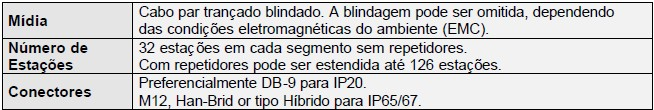 Mídia
Cabo par trançado blindado. A blindagem pode ser omitida, dependendo
das condições eletromagnéticas do ambiente (EMC).
Número de
Estações
32 estações em cada segmento sem repetidores.
Com repetidores pode ser estendida até 126 estações.
Conectores
Preferencialmente DB-9 para IP20.
M12, Han-Brid or tipo Híbrido para IP65/67.